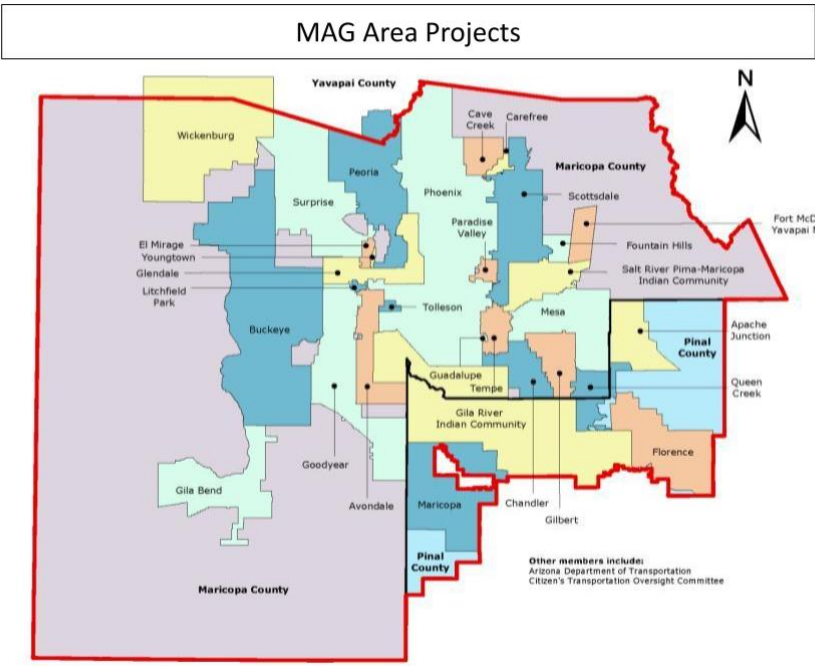 MAG Area Projects
Yavapai County
N
Wickenburg
Cave
Creek
Carefree
Maricopa County
Peoria
Phoenix
Scottsdale
Surprise
Paradise
Valley
Fort McD
Yavapai
El Mirage
Youngtown
Fountain Hills
Glendale
Salt River Pima-Maricopa
Indian Community
Litchfield
Park
Tolleson
Mesa
Buckeye
Apache
Junction
Pinal
County
Guadalupe
Tempe
Queen
Creek
Gila River
Indian Community
Florence
Goodyear
Gila Bend
Avondale
Maricopa
Chandler
Gilbert
Pinal
County
Other members include:
Arizona Department of Transportation
Citizen's Transportation Oversight Committee
Maricopa County